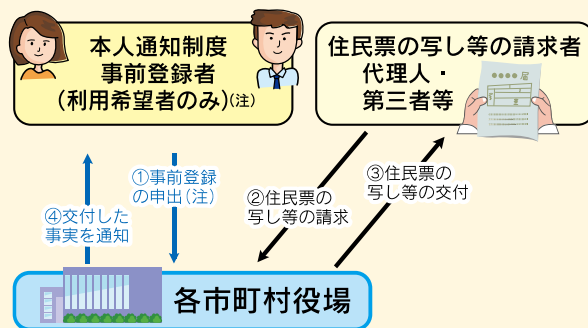 本人通知制度
事前登録者
(利用希望者のみ)(注)
住民票の写し等の請求者
代理人・
第三者等
●●●● 届
①事前登録
の申出(注)
②住民票の
写し等の請求
③住民票の
写し等の交付
④交付した
事実を通知
各市町村役場